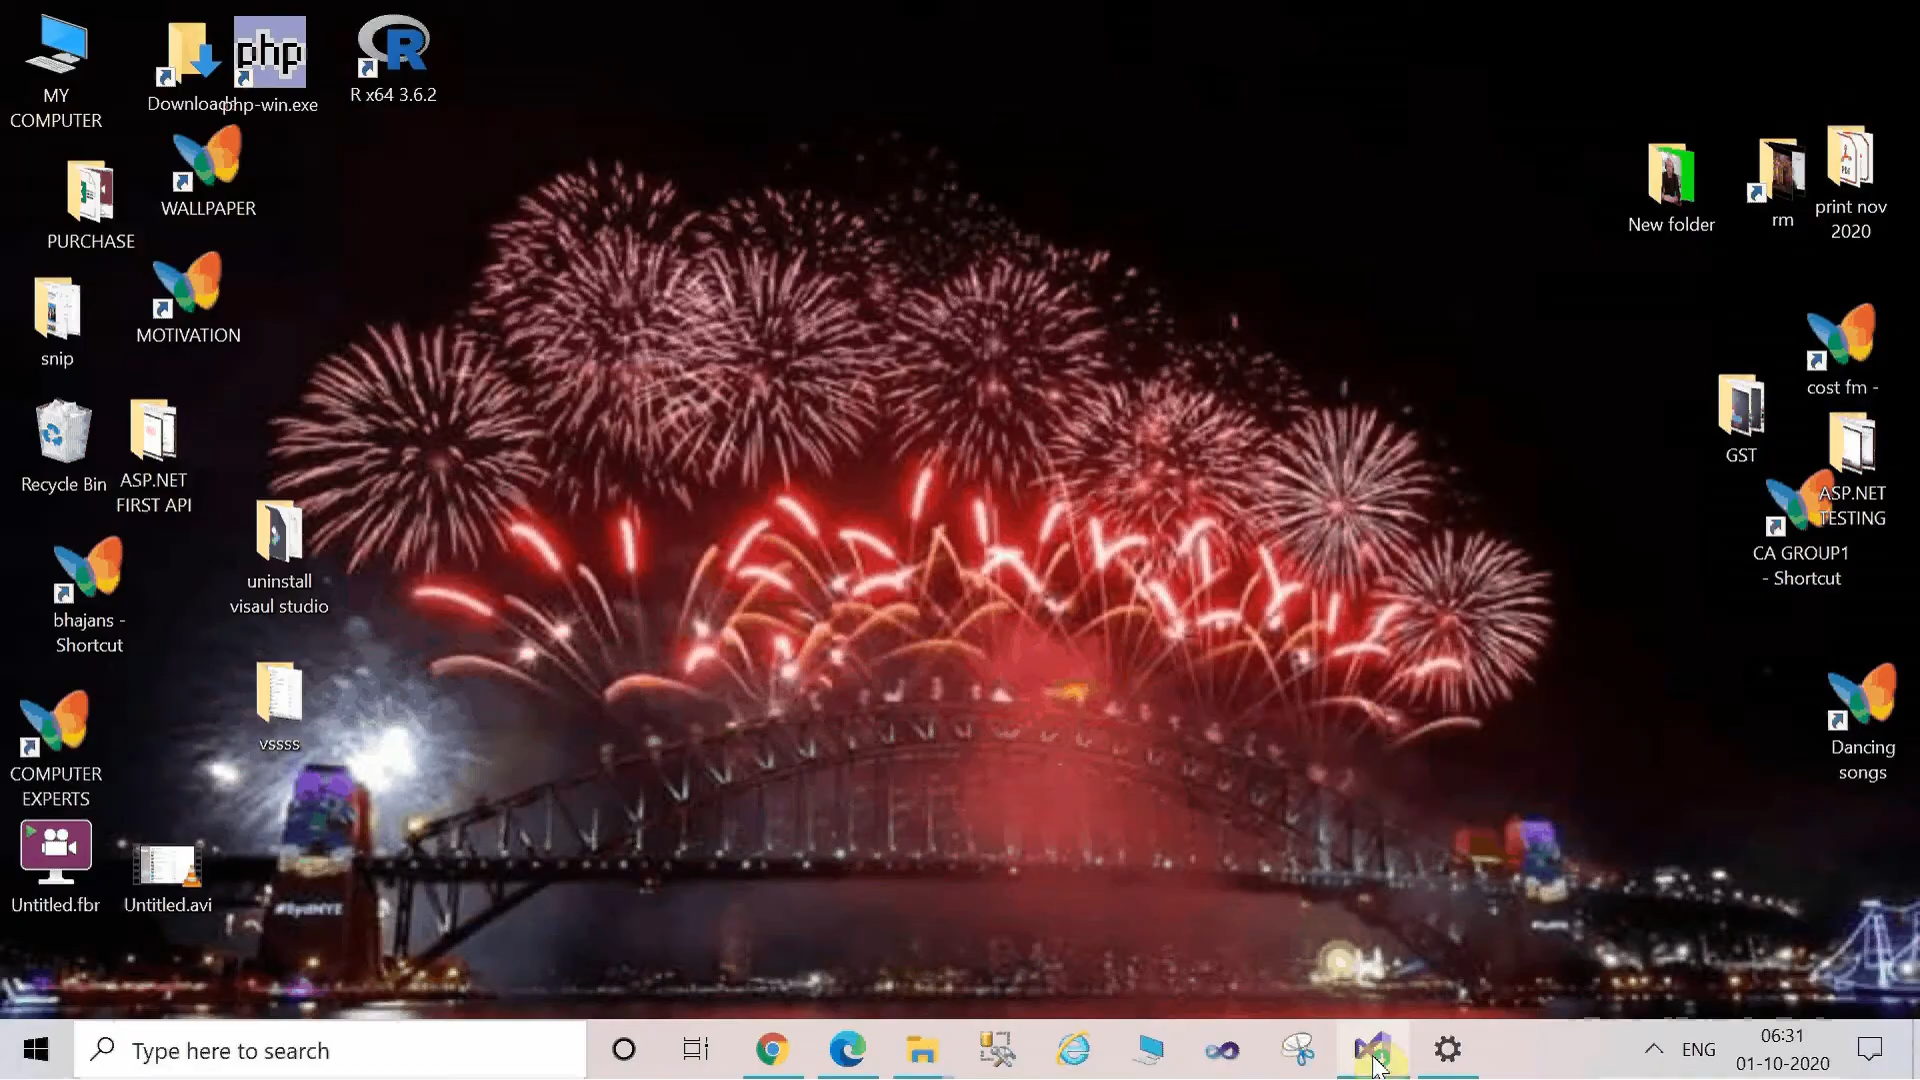 MY
COMPUTER
Download
php
php-win.exe
R
R x64 3.6.2
WALLPAPER
PURCHASE
MOTIVATION
snip
Recycle Bin
ASP.NET
FIRST API
uninstall
visaul studio
bhajans -
Shortcut
vssss
COMPUTER
EXPERTS
Untitled.fbr
Untitled.avi
New folder
rm
print nov
2020
cost fm -
GST
ASP.NET
TESTING
CA GROUP1
- Shortcut
Dancing
songs
Type here to search
ENG
06:31
01-10-2020